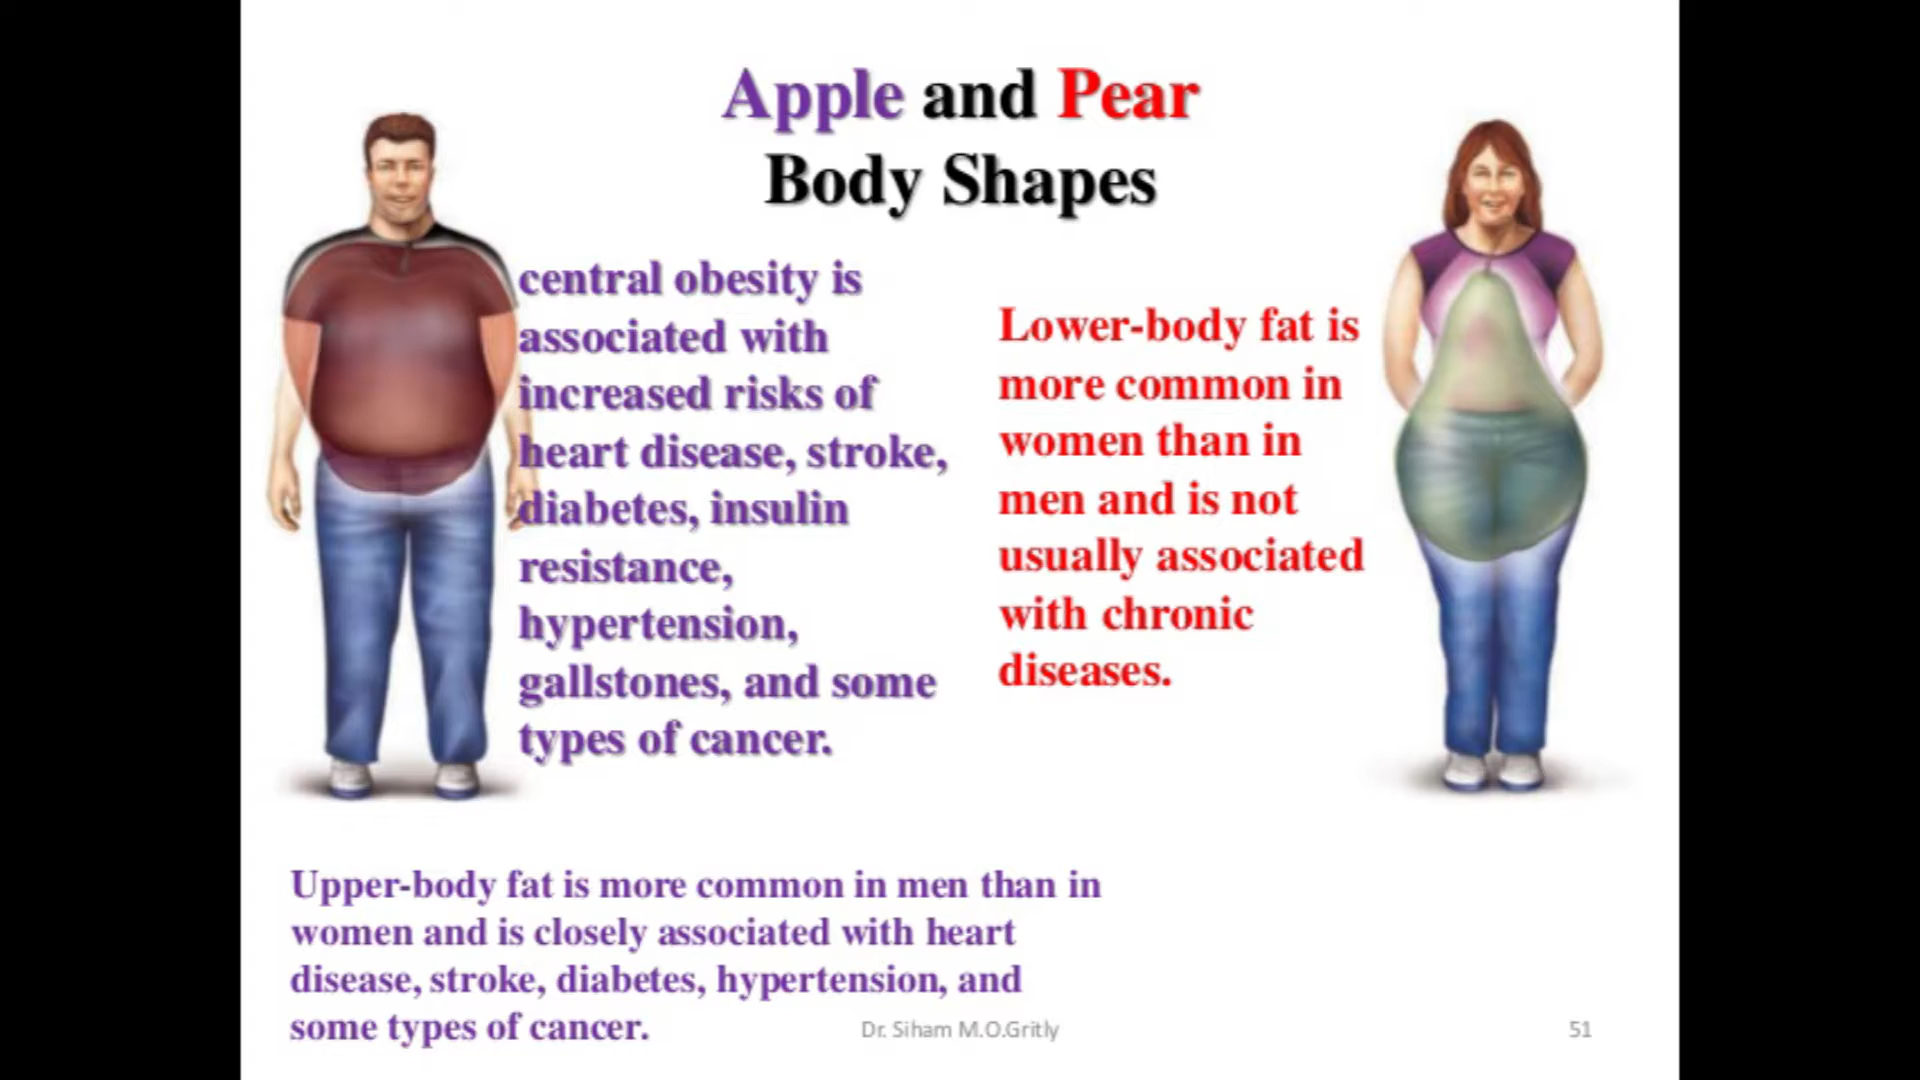 Apple and Pear
Body Shapes
central obesity is
associated with
increased risks of
heart disease, stroke,
diabetes, insulin
resistance,
hypertension,
gallstones, and some
types of cancer.
Lower-body fat is
more common in
women than in
men and is not
usually associated
with chronic
diseases.
Upper-body fat is more common in men than in
women and is closely associated with heart
disease, stroke, diabetes, hypertension, and
some types of cancer.
Dr. Siham M.O.Gritly
51